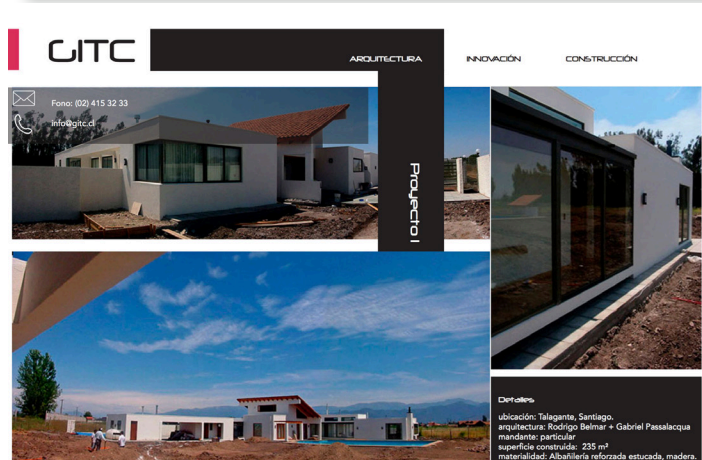 GITC
ARQUITECTURA
INNOVACIÓN
CONSTRUCCIÓN
Fono: (02) 415 32 33
info@gitc.cl
Proyecto I
Detalles
ubicación: Talagante, Santiago.
arquitectura: Rodrigo Belmar + Gabriel Passalacqua
mandante: particular
superficie construida: 235 m²
materialidad: Albañilería reforzada estucada, madera.